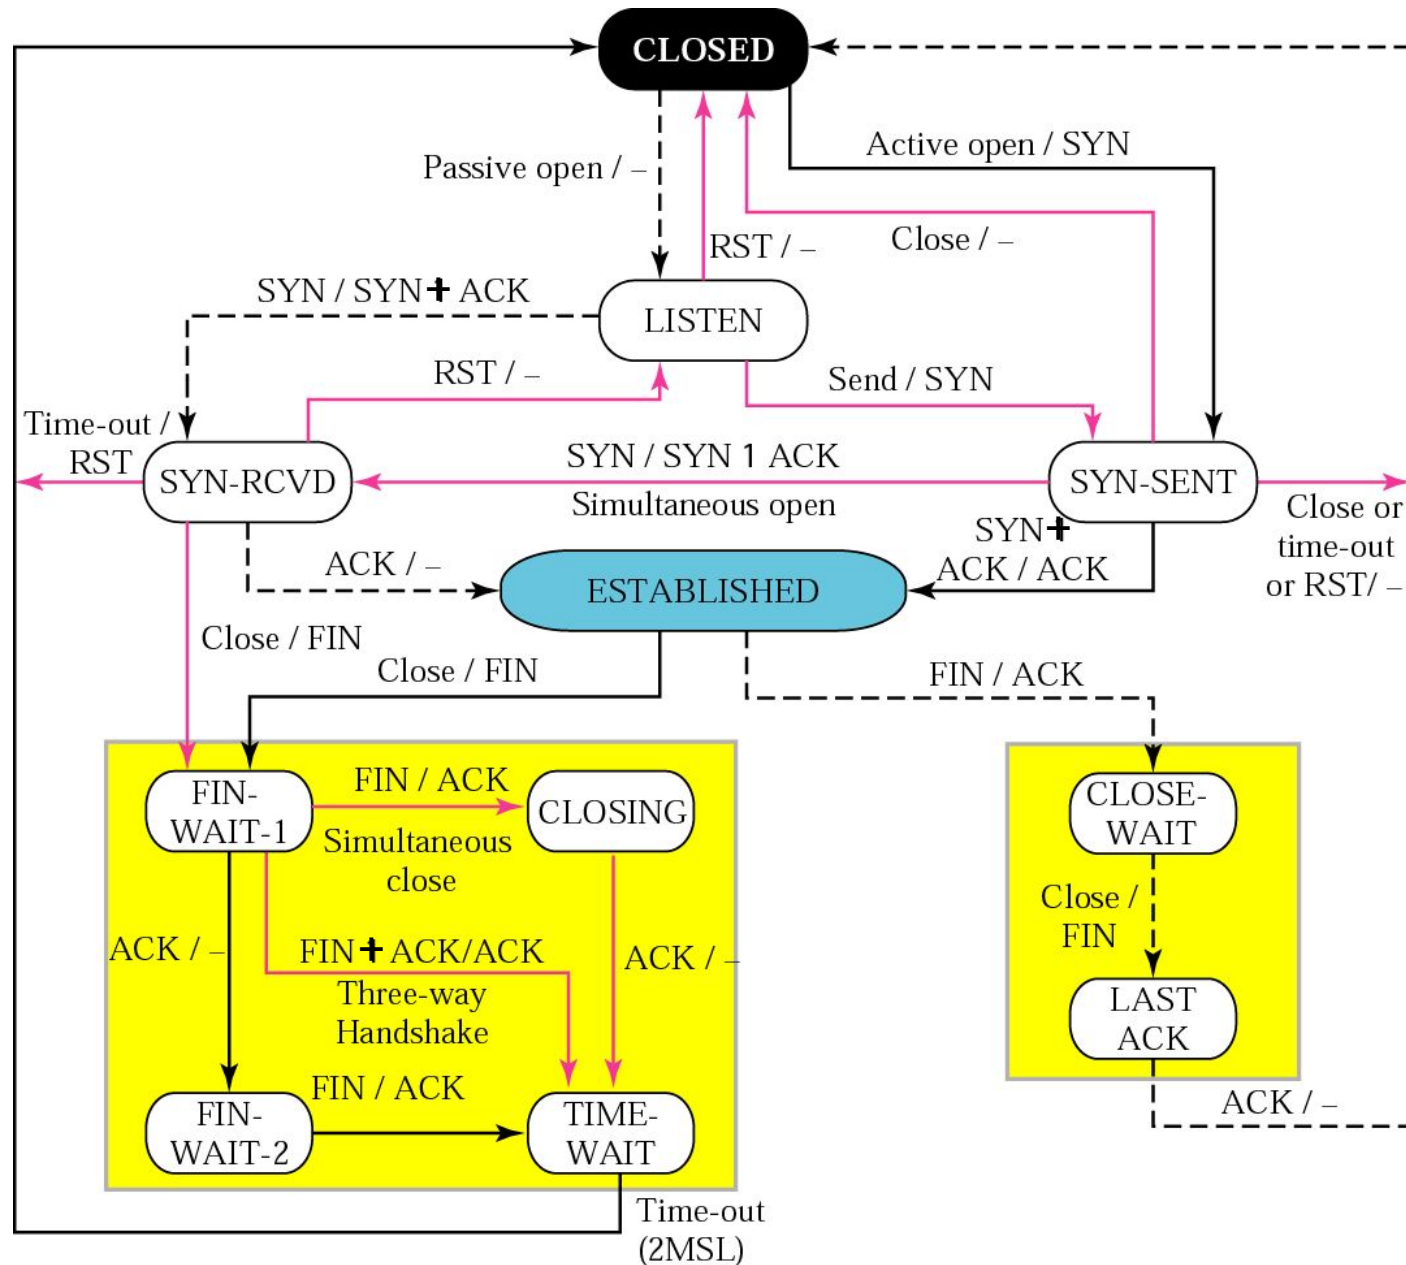 CLOSED
Active open / SYN
Passive open / –
RST / –
Close / –
SYN / SYN + ACK
LISTEN
RST / –
Send / SYN
Time-out /
RST
SYN-RCVD
SYN / SYN 1 ACK
Simultaneous open
SYN-SENT
Close or
time-out
or RST/ –
SYN+
ACK / ACK
ACK / –
ESTABLISHED
Close / FIN
Close / FIN
FIN / ACK
FIN-
WAIT-1
FIN / ACK
Simultaneous
close
CLOSING
CLOSE-
WAIT
Close /
FIN
ACK / –
FIN + ACK/ACK
Three-way
Handshake
ACK / –
LAST
ACK
FIN-
WAIT-2
FIN / ACK
TIME-
WAIT
ACK / –
Time-out
(2MSL)